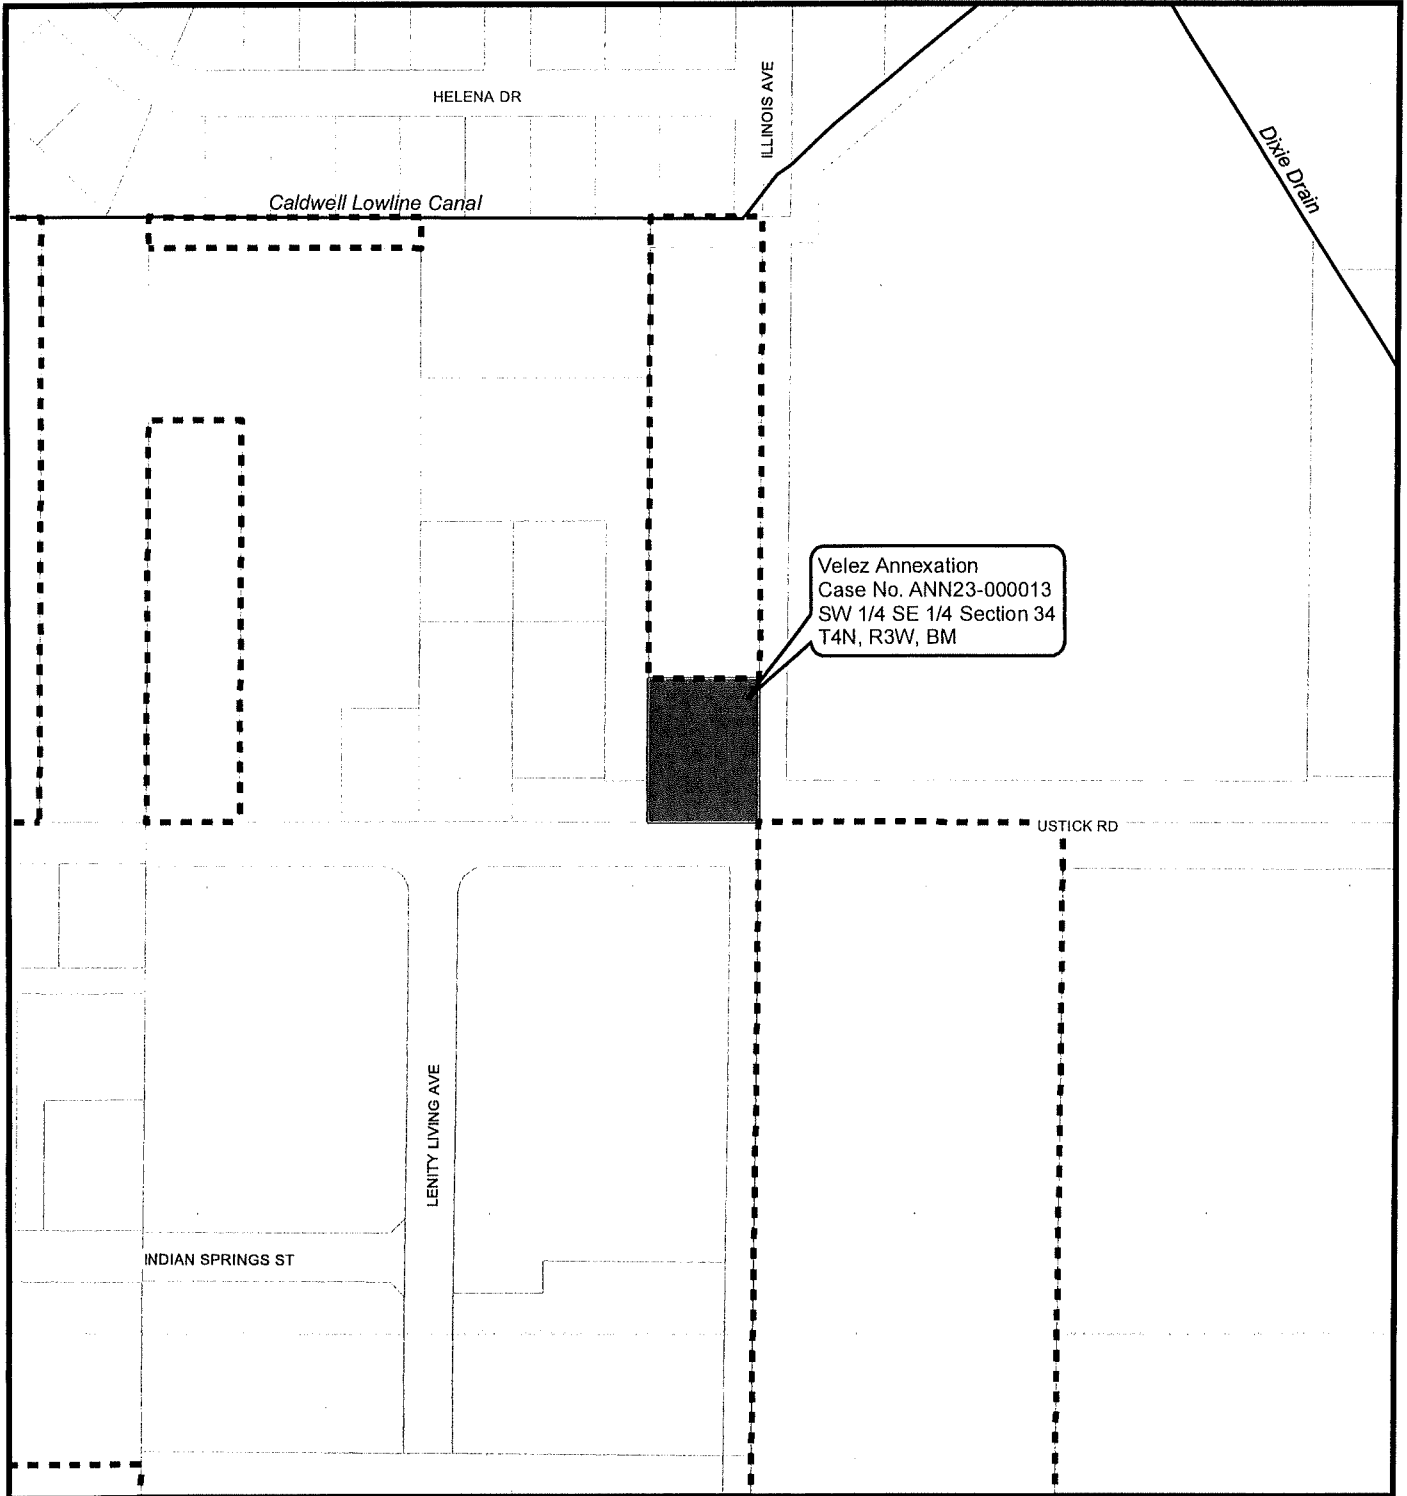 HELENA DR
ILLINOIS AVE
Dixie Drain
Caldwell Lowline Canal
Velez Annexation
Case No. ANN23-000013
SW 1/4 SE 1/4 Section 34
T4N, R3W, BM
USTICK RD
LENITY LIVING AVE
INDIAN SPRINGS ST